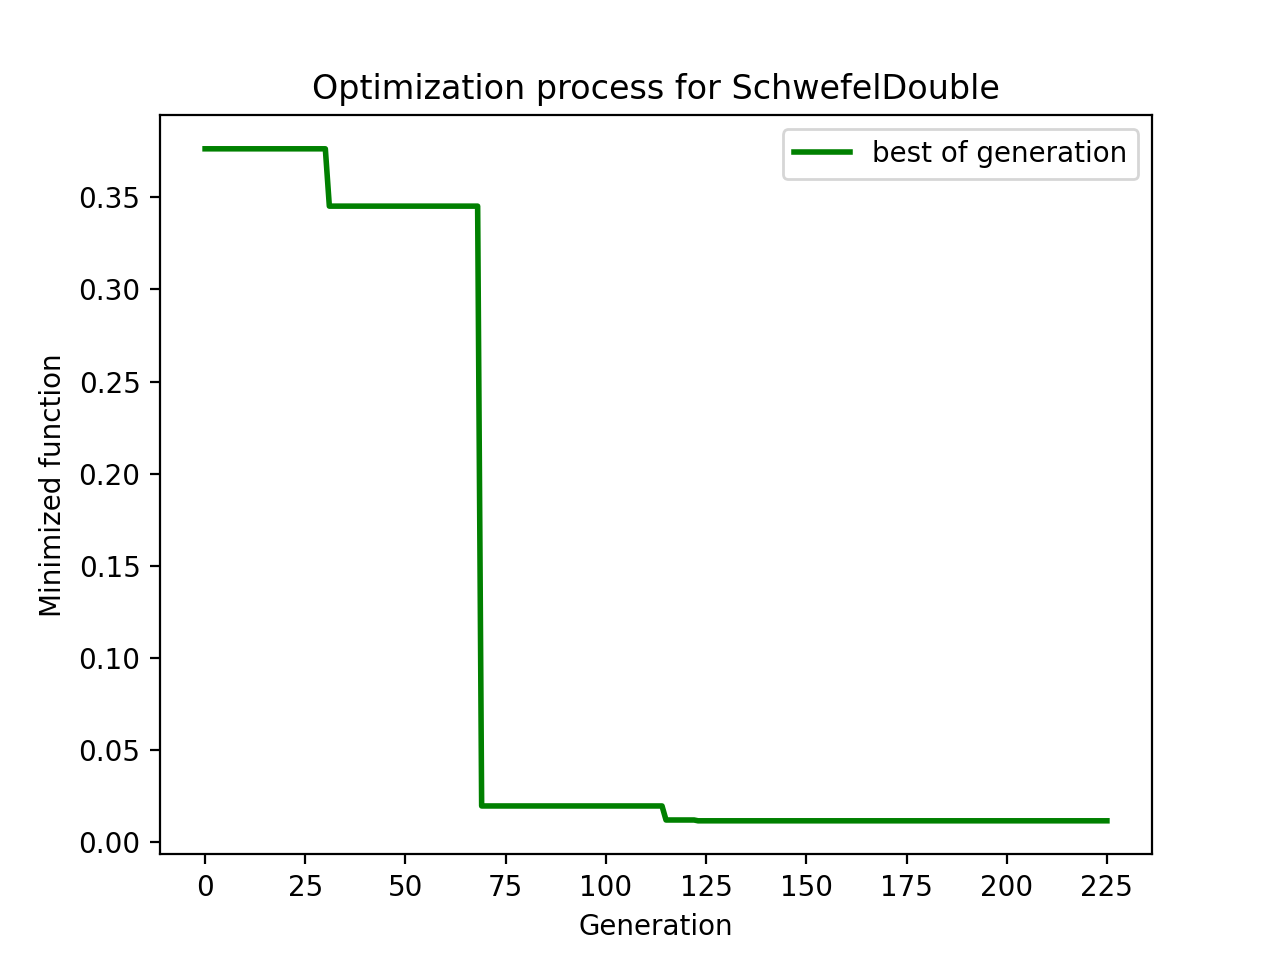 Optimization process for SchwefelDouble
best of generation
Minimized function
0.35
0.30
0.25
0.20
0.15
0.10
0.05
0.00
0 25 50 75 100 125 150 175 200 225
Generation